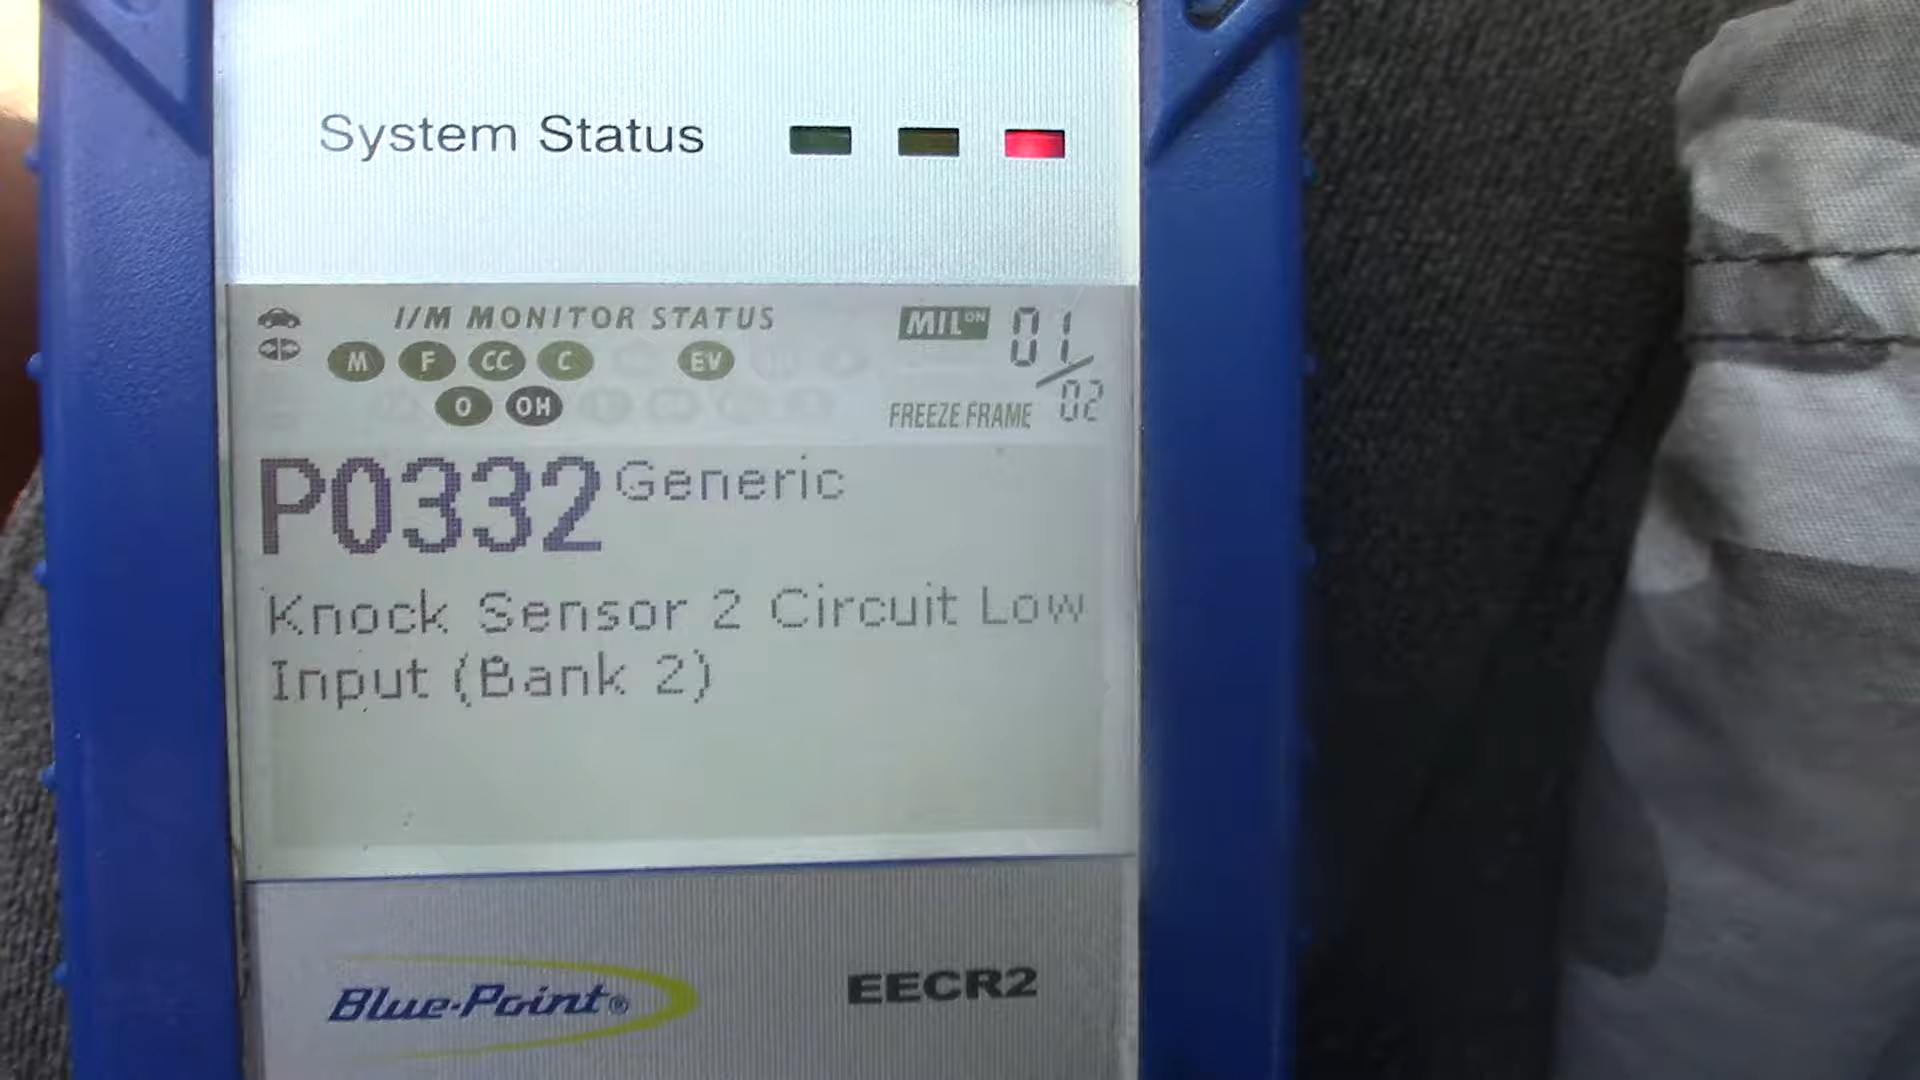 System Status
I/M MONITOR STATUS
MIL ON 01/02
M F CC C EV
O OH
FREEZE FRAME
P0332 Generic
Knock Sensor 2 Circuit Low
Input (Bank 2)
Blue-Point®
EECR2